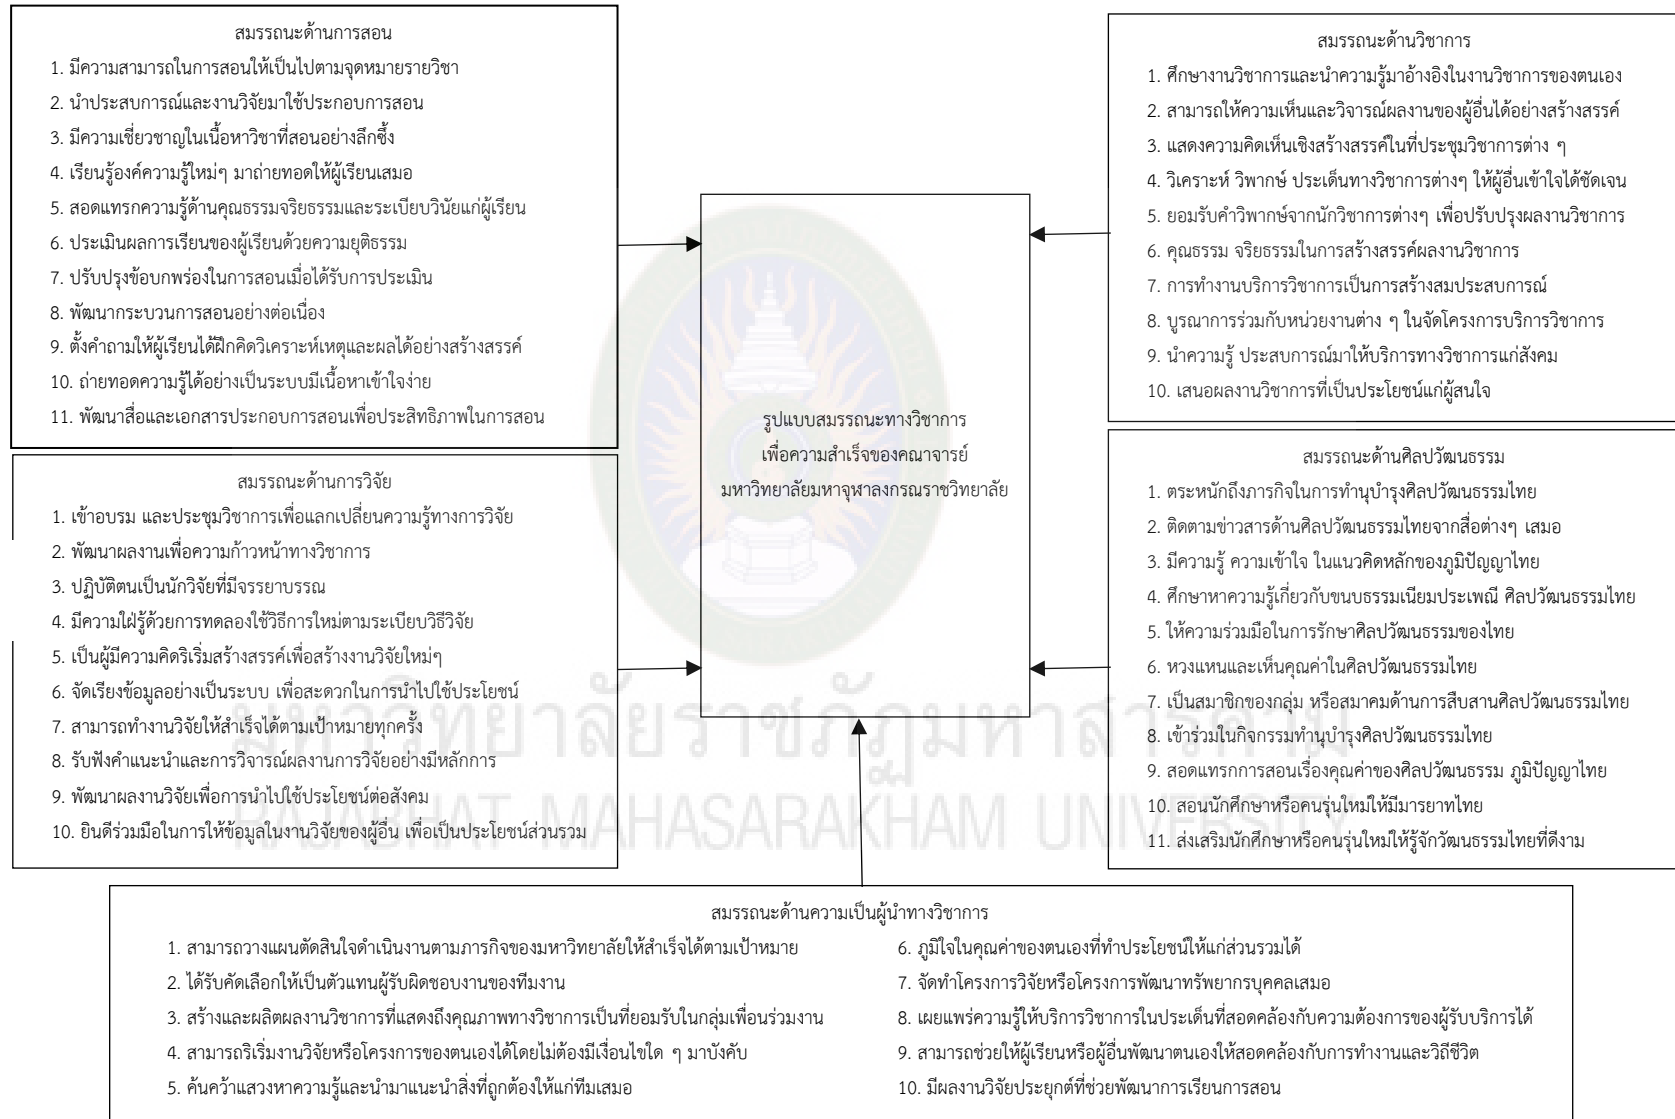 สมรรถนะด้านการสอน
1. มีความสามารถในการสอนให้เป็นไปตามจุดหมายรายวิชา
2. นำประสบการณ์และงานวิจัยมาใช้ประกอบการสอน
3. มีความเชี่ยวชาญในเนื้อหาวิชาที่สอนอย่างลึกซึ้ง
4. เรียนรู้องค์ความรู้ใหม่ๆ มาถ่ายทอดให้ผู้เรียนเสมอ
5. สอดแทรกความรู้ด้านคุณธรรมจริยธรรมและระเบียบวินัยแก่ผู้เรียน
6. ประเมินผลการเรียนของผู้เรียนด้วยความยุติธรรม
7. ปรับปรุงข้อบกพร่องในการสอนเมื่อได้รับการประเมิน
8. พัฒนากระบวนการสอนอย่างต่อเนื่อง
9. ตั้งคำถามให้ผู้เรียนได้ฝึกคิดวิเคราะห์เหตุและผลได้อย่างสร้างสรรค์
10. ถ่ายทอดความรู้ได้อย่างเป็นระบบมีเนื้อหาเข้าใจง่าย
11. พัฒนาสื่อและเอกสารประกอบการสอนเพื่อประสิทธิภาพในการสอน
สมรรถนะด้านวิชาการ
1. ศึกษางานวิชาการและนำความรู้มาอ้างอิงในงานวิชาการของตนเอง
2. สามารถให้ความเห็นและวิจารณ์ผลงานของผู้อื่นได้อย่างสร้างสรรค์
3. แสดงความคิดเห็นเชิงสร้างสรรค์ในที่ประชุมวิชาการต่าง ๆ
4. วิเคราะห์ วิพากษ์ ประเด็นทางวิชาการต่างๆ ให้ผู้อื่นเข้าใจได้ชัดเจน
5. ยอมรับคำวิพากษ์จากนักวิชาการต่างๆ เพื่อปรับปรุงผลงานวิชาการ
6. คุณธรรม จริยธรรมในการสร้างสรรค์ผลงานวิชาการ
7. การทำงานบริการวิชาการเป็นการสร้างสมประสบการณ์
8. บูรณาการร่วมกับหน่วยงานต่าง ๆ ในจัดโครงการบริการวิชาการ
9. นำความรู้ ประสบการณ์มาให้บริการทางวิชาการแก่สังคม
10. เสนอผลงานวิชาการที่เป็นประโยชน์แก่ผู้สนใจ
รูปแบบสมรรถนะทางวิชาการ
เพื่อความสำเร็จของคณาจารย์
มหาวิทยาลัยมหาจุฬาลงกรณราชวิทยาลัย
สมรรถนะด้านการวิจัย
1. เข้าอบรม และประชุมวิชาการเพื่อแลกเปลี่ยนความรู้ทางการวิจัย
2. พัฒนาผลงานเพื่อความก้าวหน้าทางวิชาการ
3. ปฏิบัติตนเป็นนักวิจัยที่มีจรรยาบรรณ
4. มีความใฝ่รู้ด้วยการทดลองใช้วิธีการใหม่ตามระเบียบวิธีวิจัย
5. เป็นผู้มีความคิดริเริ่มสร้างสรรค์เพื่อสร้างงานวิจัยใหม่ๆ
6. จัดเรียงข้อมูลอย่างเป็นระบบ เพื่อสะดวกในการนำไปใช้ประโยชน์
7. สามารถทำงานวิจัยให้สำเร็จได้ตามเป้าหมายทุกครั้ง
8. รับฟังคำแนะนำและการวิจารณ์ผลงานการวิจัยอย่างมีหลักการ
9. พัฒนาผลงานวิจัยเพื่อการนำไปใช้ประโยชน์ต่อสังคม
10. ยินดีร่วมมือในการให้ข้อมูลในงานวิจัยของผู้อื่น เพื่อเป็นประโยชน์ส่วนรวม
สมรรถนะด้านศิลปวัฒนธรรม
1. ตระหนักถึงภารกิจในการทำนุบำรุงศิลปวัฒนธรรมไทย
2. ติดตามข่าวสารด้านศิลปวัฒนธรรมไทยจากสื่อต่างๆ เสมอ
3. มีความรู้ ความเข้าใจ ในแนวคิดหลักของภูมิปัญญาไทย
4. ศึกษาหาความรู้เกี่ยวกับขนบธรรมเนียมประเพณี ศิลปวัฒนธรรมไทย
5. ให้ความร่วมมือในการรักษาศิลปวัฒนธรรมของไทย
6. หวงแหนและเห็นคุณค่าในศิลปวัฒนธรรมไทย
7. เป็นสมาชิกของกลุ่ม หรือสมาคมด้านการสืบสานศิลปวัฒนธรรมไทย
8. เข้าร่วมในกิจกรรมทำนุบำรุงศิลปวัฒนธรรมไทย
9. สอดแทรกการสอนเรื่องคุณค่าของศิลปวัฒนธรรม ภูมิปัญญาไทย
10. สอนนักศึกษาหรือคนรุ่นใหม่ให้มีมารยาทไทย
11. ส่งเสริมนักศึกษาหรือคนรุ่นใหม่ให้รู้จักวัฒนธรรมไทยที่ดีงาม
มหาวิทยาลัยราชภัฏมหาสารคาม
RAJABHAT MAHASARAKHAM UNIVERSITY
สมรรถนะด้านความเป็นผู้นำทางวิชาการ
1. สามารถวางแผนตัดสินใจดำเนินงานตามภารกิจของมหาวิทยาลัยให้สำเร็จได้ตามเป้าหมาย
2. ได้รับคัดเลือกให้เป็นตัวแทนผู้รับผิดชอบงานของทีมงาน
3. สร้างและผลิตผลงานวิชาการที่แสดงถึงคุณภาพทางวิชาการเป็นที่ยอมรับในกลุ่มเพื่อนร่วมงาน
4. สามารถริเริ่มงานวิจัยหรือโครงการของตนเองได้โดยไม่ต้องมีเงื่อนไขใด ๆ มาบังคับ
5. ค้นคว้าแสวงหาความรู้และนำมาแนะนำสิ่งที่ถูกต้องให้แก่ทีมเสมอ
6. ภูมิใจในคุณค่าของตนเองที่ทำประโยชน์ให้แก่ส่วนรวมได้
7. จัดทำโครงการวิจัยหรือโครงการพัฒนาทรัพยากรบุคคลเสมอ
8. เผยแพร่ความรู้ให้บริการวิชาการในประเด็นที่สอดคล้องกับความต้องการของผู้รับบริการได้
9. สามารถช่วยให้ผู้เรียนหรือผู้อื่นพัฒนาตนเองให้สอดคล้องกับการทำงานและวิถีชีวิต
10. มีผลงานวิจัยประยุกต์ที่ช่วยพัฒนาการเรียนการสอน